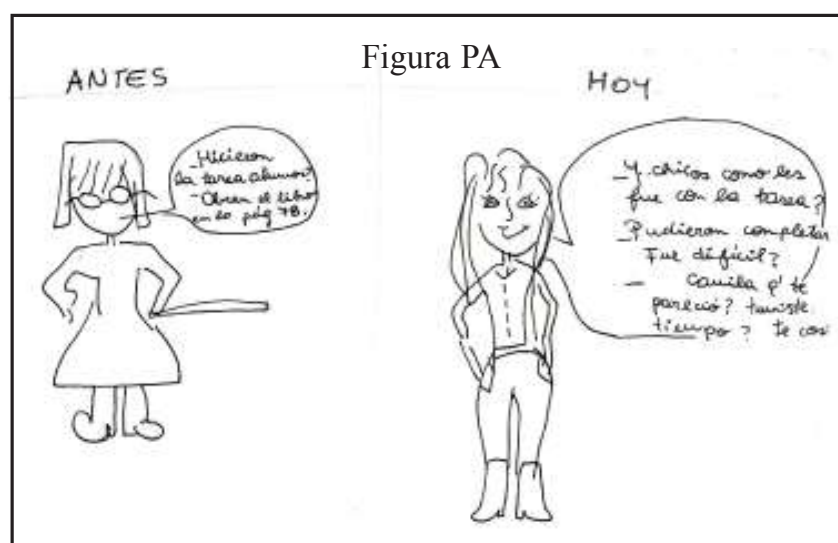 Figura PA
ANTES
_Hicieron
la tarea alumnos?
- Abran el libro
en la pág 78.
HOY
_Y chicos como les
fue con la tarea?
_Pudieron completar
Fue difícil?
— Camila q' te
pareció? tuviste
tiempo? te cos